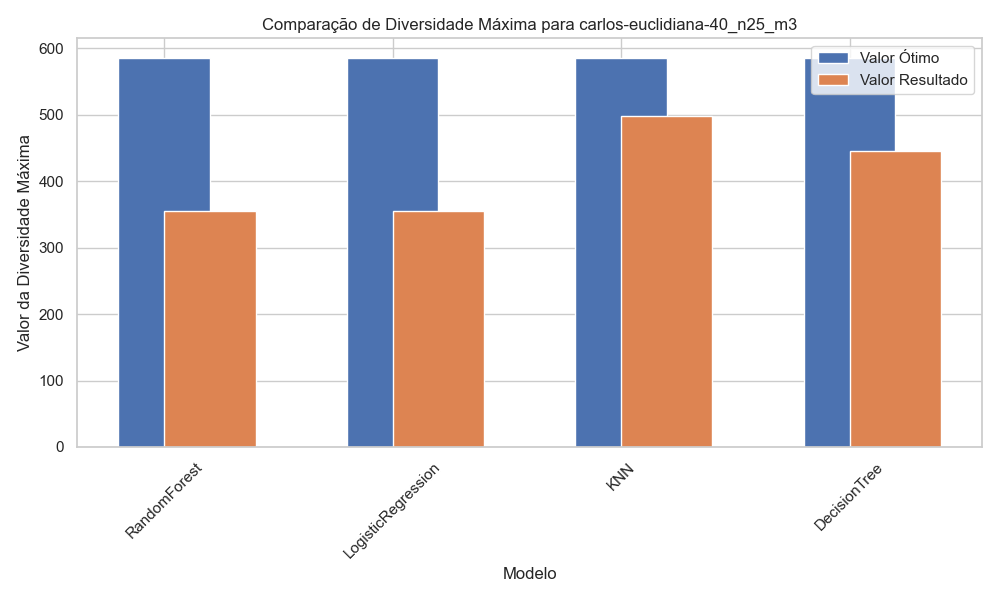 Comparação de Diversidade Máxima para carlos-euclidiana-40_n25_m3
Valor Ótimo
Valor Resultado
Valor da Diversidade Máxima
600
500
400
300
200
100
0
RandomForest
LogisticRegression
KNN
DecisionTree
Modelo